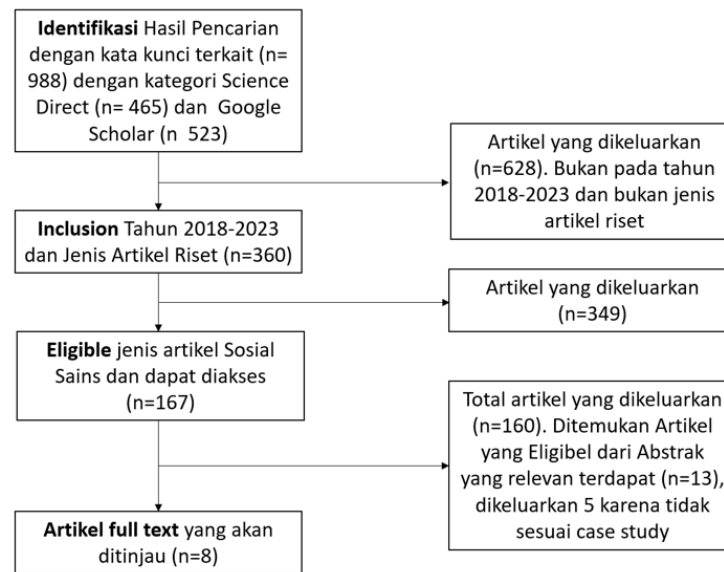 Identifikasi Hasil Pencarian
dengan kata kunci terkait (n=
988) dengan kategori Science
Direct (n= 465) dan Google
Scholar (n 523)
Artikel yang dikeluarkan
(n=628). Bukan pada tahun
2018-2023 dan bukan jenis
artikel riset
Inclusion Tahun 2018-2023
dan Jenis Artikel Riset (n=360)
Artikel yang dikeluarkan
(n=349)
Eligible jenis artikel Sosial
Sains dan dapat diakses
(n=167)
Total artikel yang dikeluarkan
(n=160). Ditemukan Artikel
yang Eligibel dari Abstrak
yang relevan terdapat (n=13),
dikeluarkan 5 karena tidak
sesuai case study
Artikel full text yang akan
ditinjau (n=8)